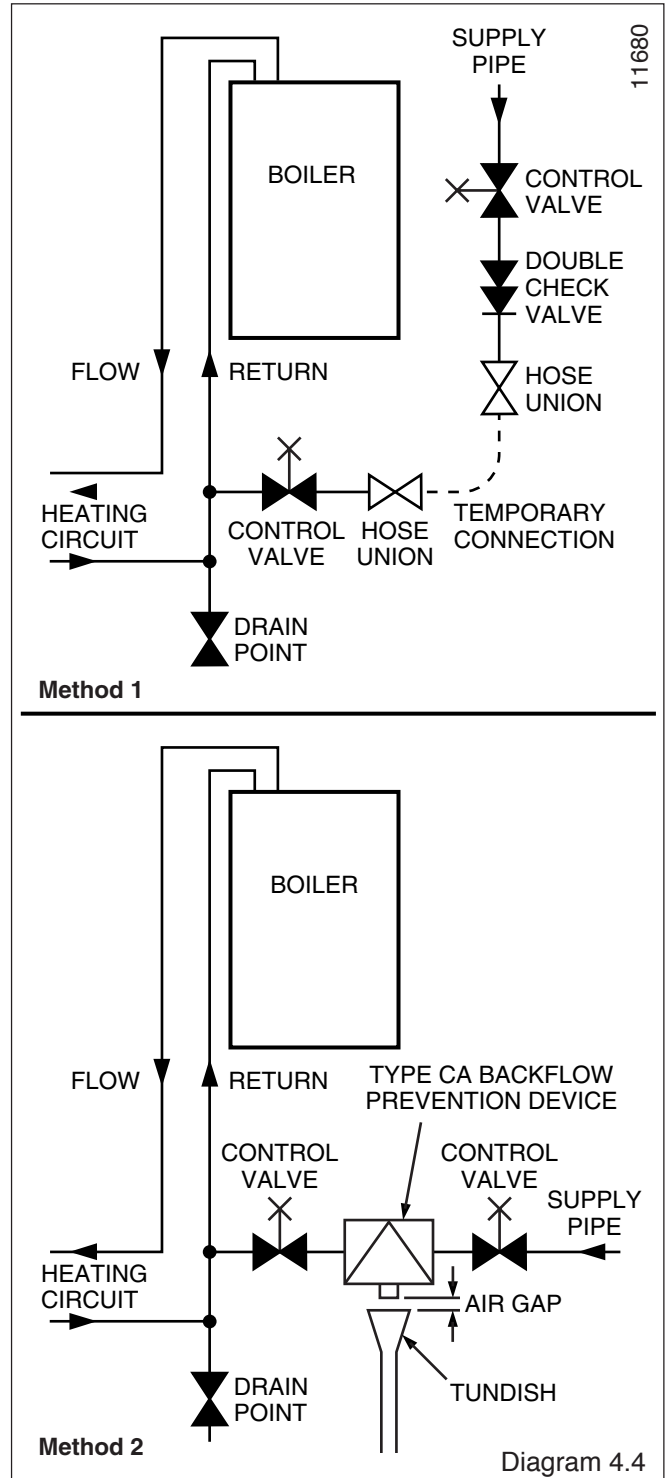 SUPPLY
PIPE
11680
BOILER
CONTROL
VALVE
DOUBLE
CHECK
VALVE
FLOW
RETURN
HOSE
UNION
HEATING
CIRCUIT
CONTROL
VALVE
HOSE
UNION
TEMPORARY
CONNECTION
DRAIN
POINT
Method 1
BOILER
FLOW
RETURN
TYPE CA BACKFLOW
PREVENTION DEVICE
CONTROL
VALVE
CONTROL
VALVE
SUPPLY
PIPE
HEATING
CIRCUIT
AIR GAP
DRAIN
POINT
TUNDISH
Method 2
Diagram 4.4